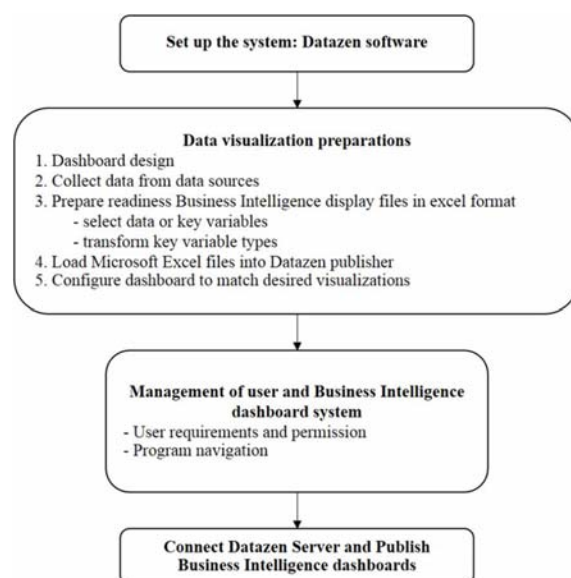 Set up the system: Datazen software
Data visualization preparations
1. Dashboard design
2. Collect data from data sources
3. Prepare readiness Business Intelligence display files in excel format
- select data or key variables
- transform key variable types
4. Load Microsoft Excel files into Datazen publisher
5. Configure dashboard to match desired visualizations
Management of user and Business Intelligence
dashboard system
- User requirements and permission
- Program navigation
Connect Datazen Server and Publish
Business Intelligence dashboards